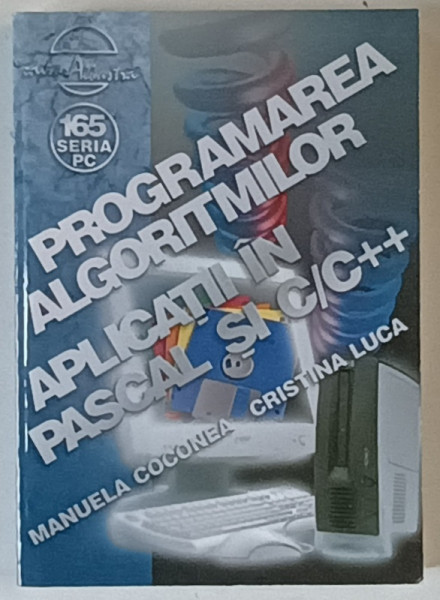 165
SERIA
PC
PROGRAMAREA
ALGORITMILOR
APLICAȚII ÎN
PASCAL ȘI C/C++
MANUELA COCONEA CRISTINA LUCA